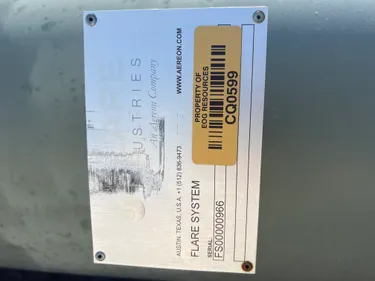 USTRIES
An Aereon Company
WWW.AEREON.COM
AUSTIN, TEXAS, U.S.A. +1 (512) 836-9473
FLARE SYSTEM
SERIAL:
FS00000966
PROPERTY OF
EOG RESOURCES
CQ0599